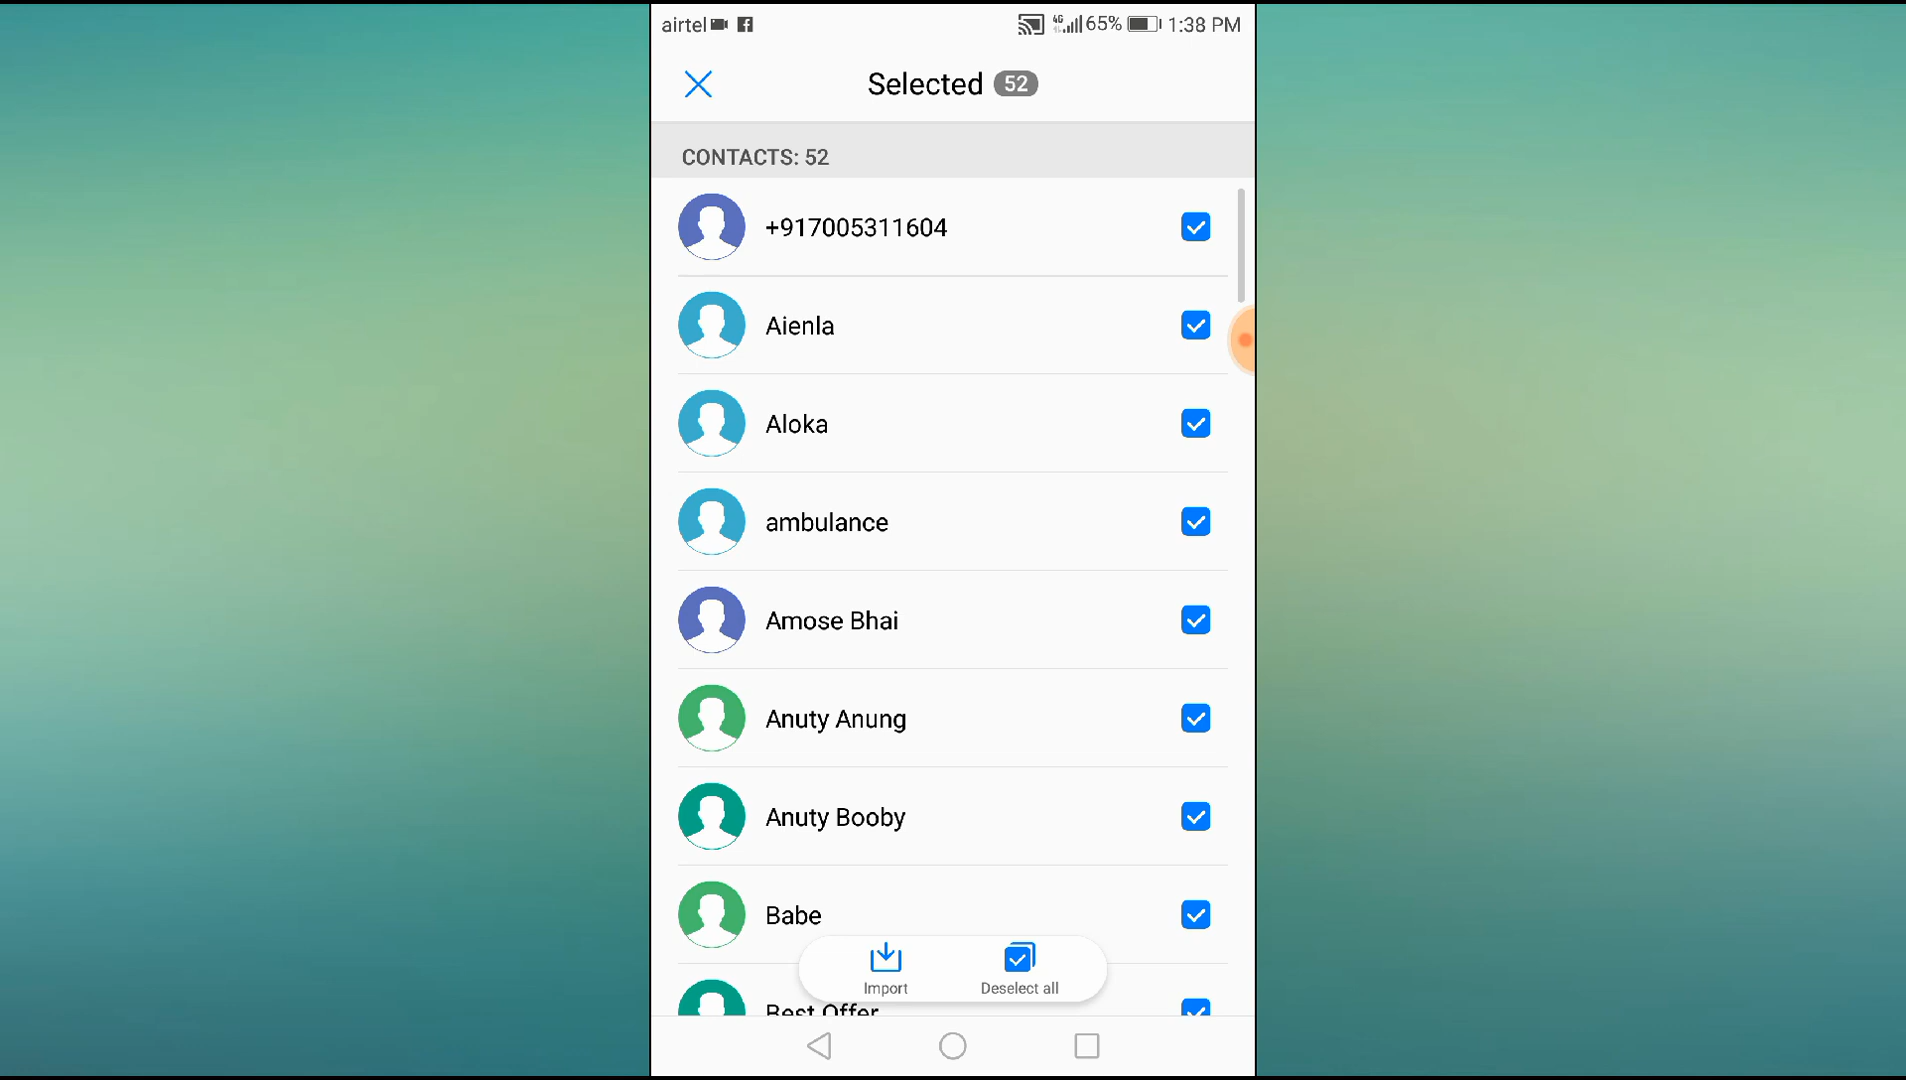 airtel 4G 65% 1:38 PM
Selected 52
CONTACTS: 52
+917005311604
Aienla
Aloka
ambulance
Amose Bhai
Anuty Anung
Anuty Booby
Babe
Import Deselect all
Best Offer